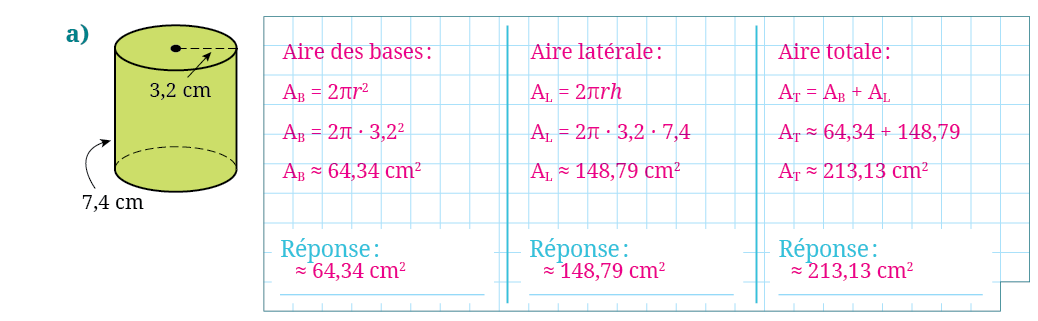 a)
3,2 cm
7,4 cm
Aire des bases :
A_B = 2πr²
A_B = 2π · 3,2²
A_B ≈ 64,34 cm²
Réponse :
≈ 64,34 cm²
Aire latérale :
A_L = 2πrh
A_L = 2π · 3,2 · 7,4
A_L ≈ 148,79 cm²
Réponse :
≈ 148,79 cm²
Aire totale :
A_T = A_B + A_L
A_T ≈ 64,34 + 148,79
A_T ≈ 213,13 cm²
Réponse :
≈ 213,13 cm²